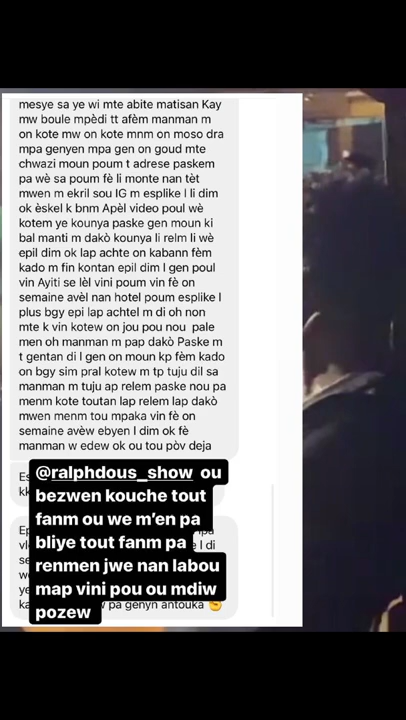 mesye sa ye wi mte abite matisan Kay
mw boule mpèdi tt afèm manman m
on kote mw on kote mnm on moso dra
mpa genyen mpa gen on goud mte
chwazi moun poum t adrese paskem
pa wè sa poum fè li monte nan tèt
mwen m ekril sou IG m esplike l li dim
ok èskel k bnm Apèl video poul wè
kotem ye kounya paske gen moun ki
bal manti m dakò kounya li relm li wè
epil dim ok lap achte on kabann fèm
kado m fin kontan epil dim l gen poul
vin Ayiti se lèl vini poum vin fè on
semaine avèl nan hotel poum esplike l
plus bgy epi lap achtel m di oh non
mte k vin kotew on jou pou nou pale
men oh manman m pap dakò Paske m
t gentan di l gen on moun kp fèm kado
on bgy sim pral kotew m tp tuju dil sa
manman m tuju ap relem paske nou pa
menm kote toutan lap relem lap dakò
mwen menm tou mpaka vin fè on
semaine avèw ebyen l dim ok fè
manman w edew ok ou tou pòv deja
@ralphdous_show ou
bezwen kouche tout
fanm ou we m'en pa
bliye tout fanm pa
renmen jwe nan labou
map vini pou ou mdiw
pozew
pa genyn antouka